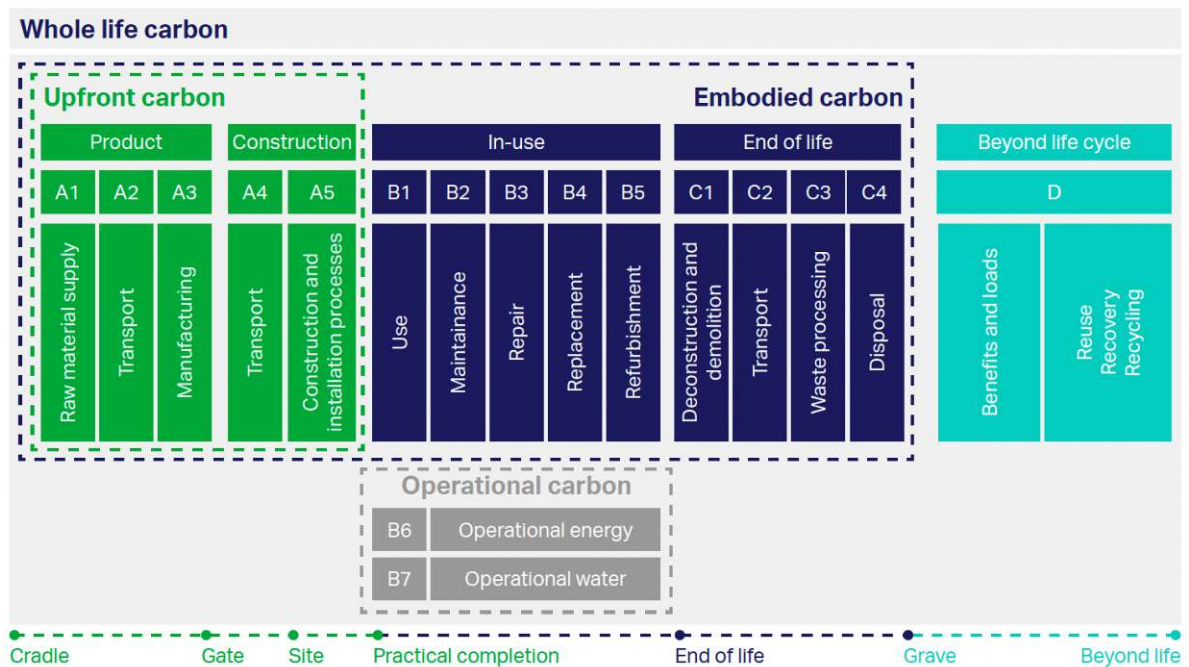 Whole life carbon
Upfront carbon
Embodied carbon
Product
Construction
In-use
End of life
Beyond life cycle
A1
A2
A3
A4
A5
B1
B2
B3
B4
B5
C1
C2
C3
C4
D
Raw material supply
Transport
Manufacturing
Transport
Construction and
installation processes
Use
Maintainance
Repair
Replacement
Refurbishment
Deconstruction and
demolition
Transport
Waste processing
Disposal
Benefits and loads
Reuse
Recovery
Recycling
Operational carbon
B6
Operational energy
B7
Operational water
Cradle
Gate
Site
Practical completion
End of life
Grave
Beyond life